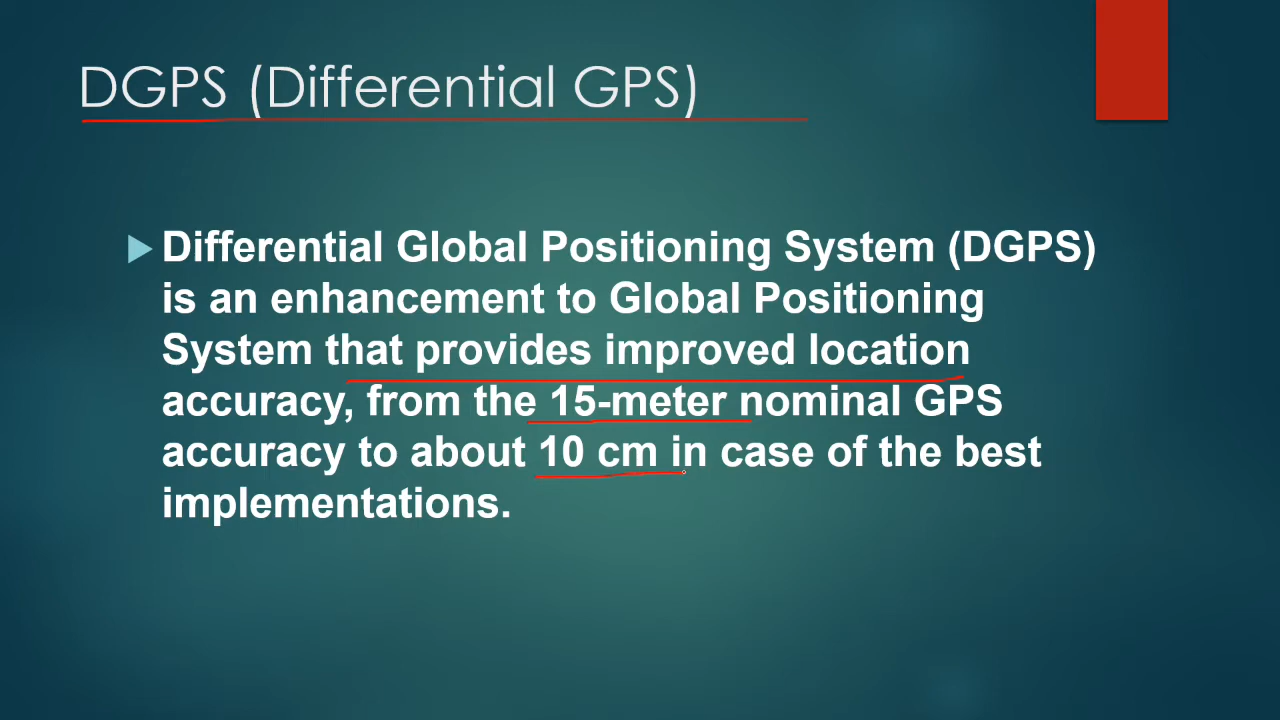 DGPS (Differential GPS)
Differential Global Positioning System (DGPS)
is an enhancement to Global Positioning
System that provides improved location
accuracy, from the 15-meter nominal GPS
accuracy to about 10 cm in case of the best
implementations.